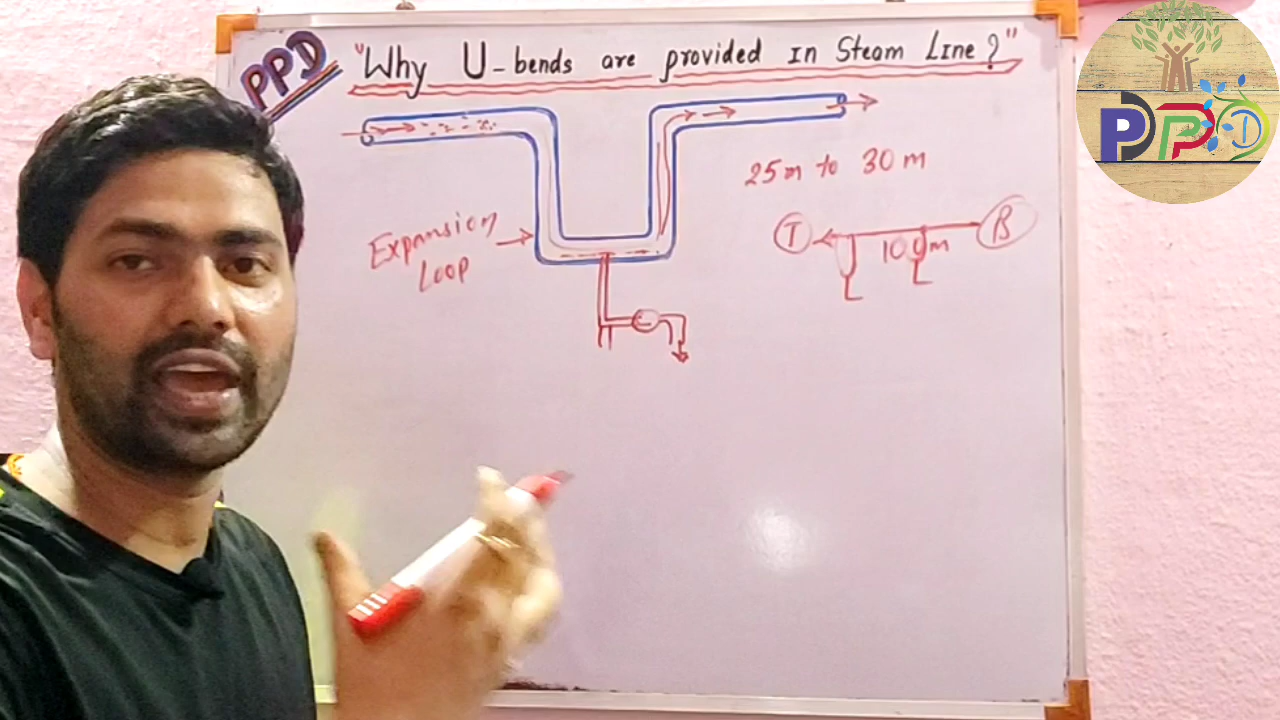 PPD
"Why U-bends are provided In Steam Line?"
PPD
25m to 30m
Expansion
Loop
T
100m
B